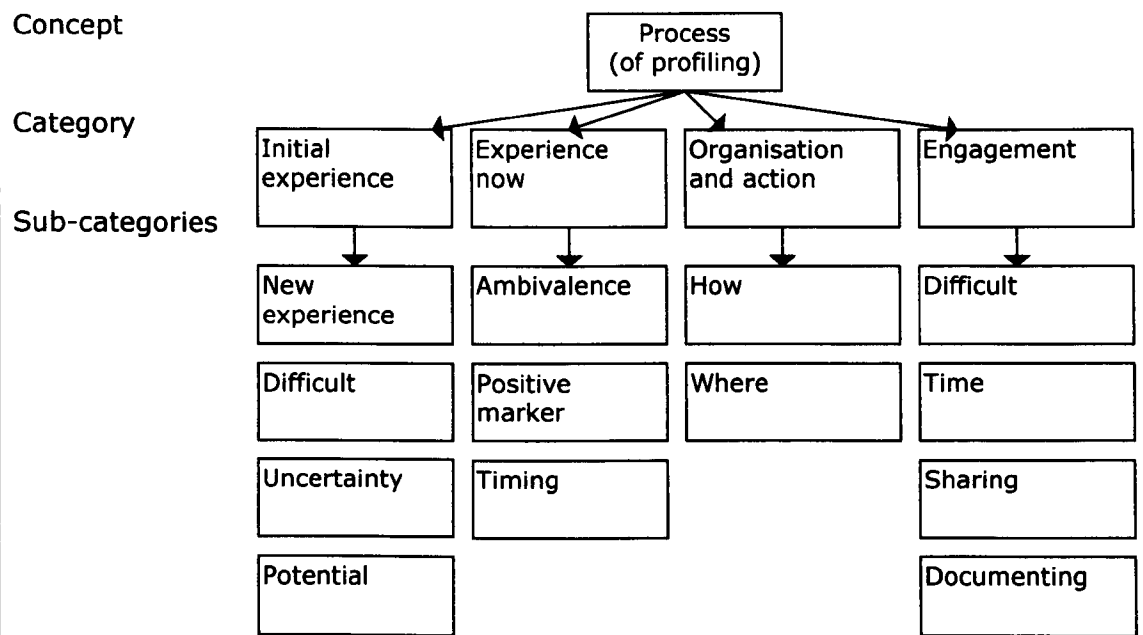 Concept
Process
(of profiling)
Category
Initial
experience
Experience
now
Organisation
and action
Engagement
Sub-categories
New
experience
Ambivalence
How
Difficult
Difficult
Positive
marker
Where
Time
Uncertainty
Timing
Sharing
Potential
Documenting